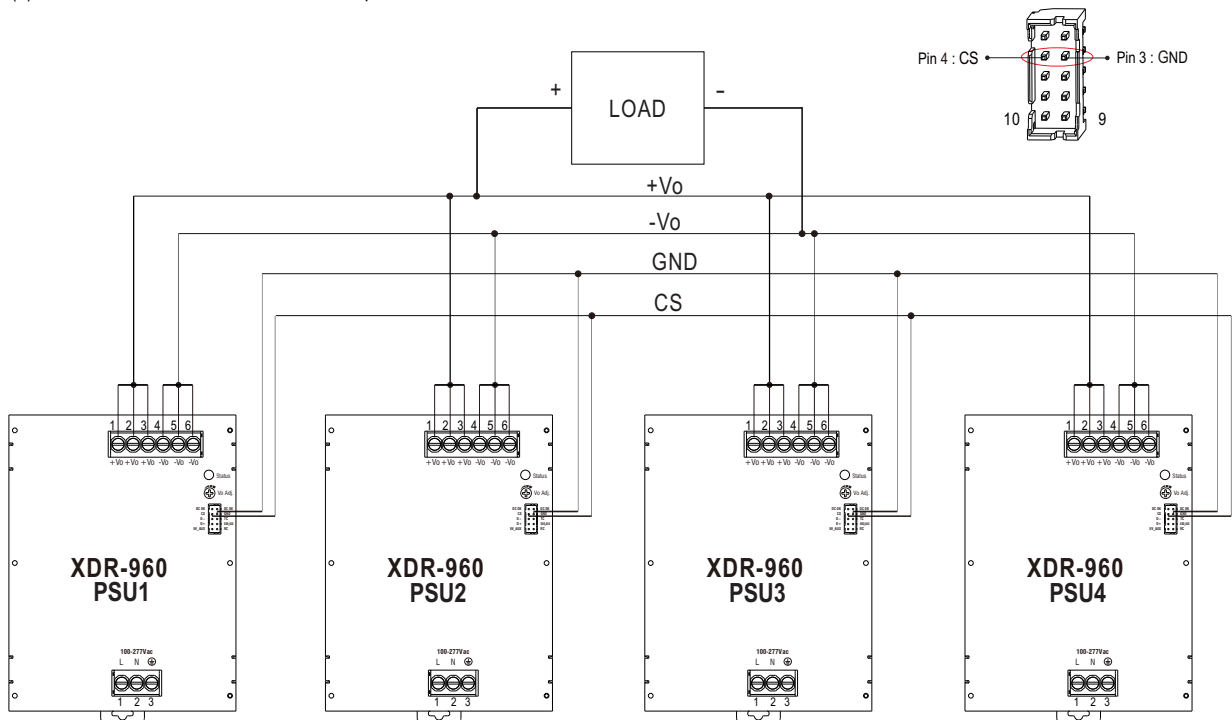 Pin 4 : CS
Pin 3 : GND
10
9
+
LOAD
-
+Vo
-Vo
GND
CS
1 2 3 4 5 6
+Vo +Vo +Vo -Vo -Vo -Vo
Status
Vo Adj.
XDR-960
PSU1
100-277Vac
L N
1 2 3
1 2 3 4 5 6
+Vo +Vo +Vo -Vo -Vo -Vo
Status
Vo Adj.
XDR-960
PSU2
100-277Vac
L N
1 2 3
1 2 3 4 5 6
+Vo +Vo +Vo -Vo -Vo -Vo
Status
Vo Adj.
XDR-960
PSU3
100-277Vac
L N
1 2 3
1 2 3 4 5 6
+Vo +Vo +Vo -Vo -Vo -Vo
Status
Vo Adj.
XDR-960
PSU4
100-277Vac
L N
1 2 3